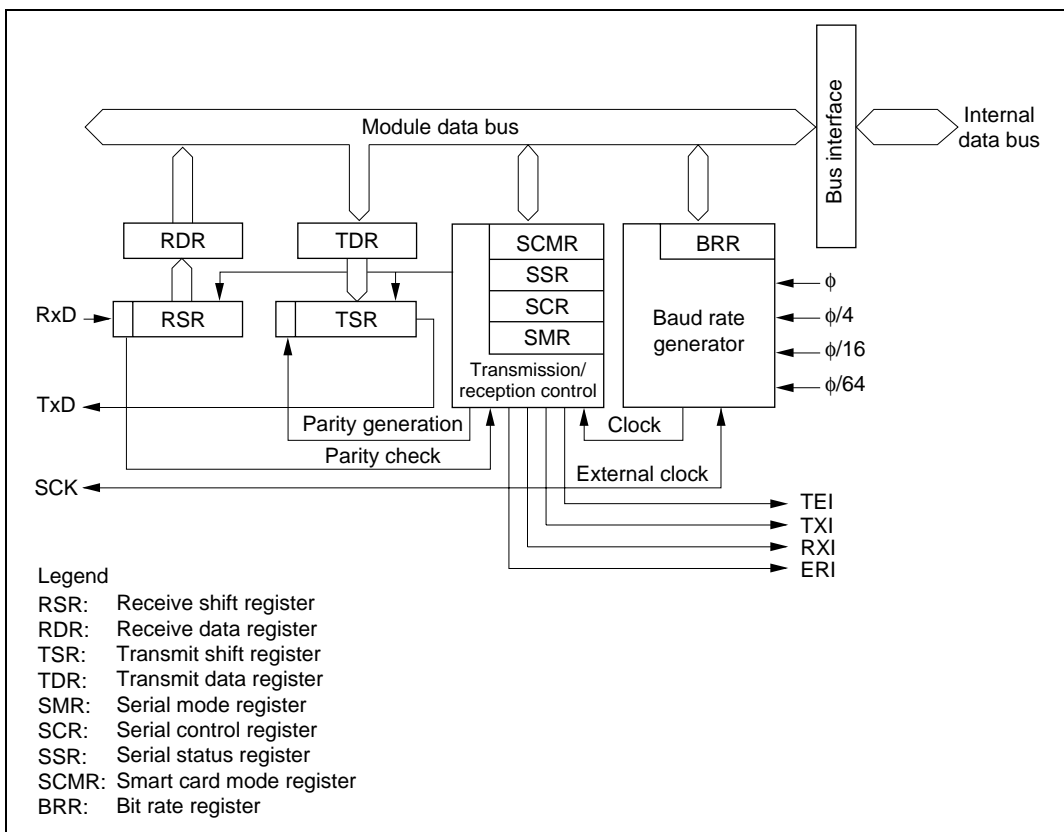 Module data bus
Bus interface
Internal
data bus
RDR
TDR
SCMR
BRR
SSR
SCR
SMR
RxD
RSR
TSR
Baud rate
generator
ϕ
ϕ/4
ϕ/16
ϕ/64
Transmission/
reception control
TxD
Parity generation
Clock
Parity check
External clock
SCK
TEI
TXI
RXI
ERI
Legend
RSR: Receive shift register
RDR: Receive data register
TSR: Transmit shift register
TDR: Transmit data register
SMR: Serial mode register
SCR: Serial control register
SSR: Serial status register
SCMR: Smart card mode register
BRR: Bit rate register